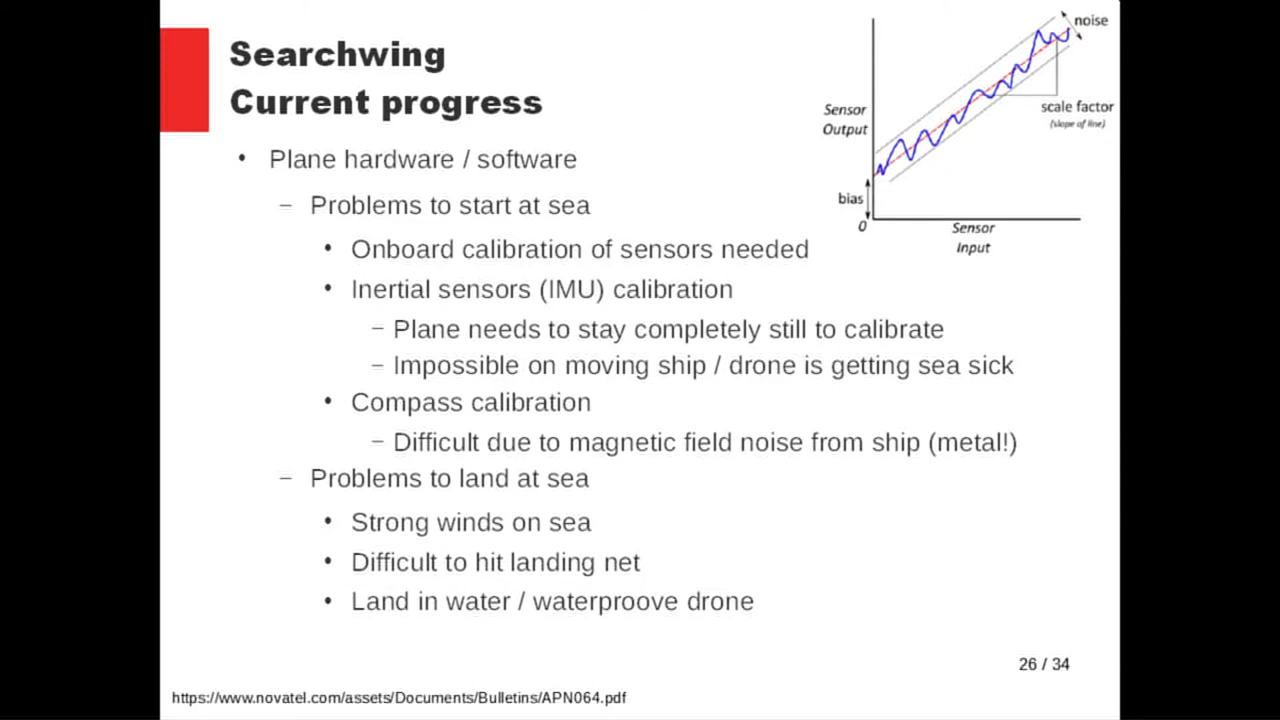 Searchwing
Current progress
• Plane hardware / software
– Problems to start at sea
• Onboard calibration of sensors needed
• Inertial sensors (IMU) calibration
– Plane needs to stay completely still to calibrate
– Impossible on moving ship / drone is getting sea sick
• Compass calibration
– Difficult due to magnetic field noise from ship (metal!)
– Problems to land at sea
• Strong winds on sea
• Difficult to hit landing net
• Land in water / waterproove drone
noise
Sensor
Output
scale factor
(slope of line)
bias
0
Sensor
Input
26 / 34
https://www.novatel.com/assets/Documents/Bulletins/APN064.pdf